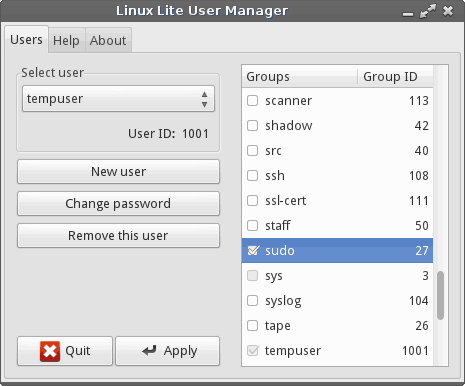 Linux Lite User Manager
Users Help About
Select user
tempuser
User ID: 1001
New user
Change password
Remove this user
Quit Apply
Groups Group ID
scanner 113
shadow 42
src 40
ssh 108
ssl-cert 111
staff 50
sudo 27
sys 3
syslog 104
tape 26
tempuser 1001